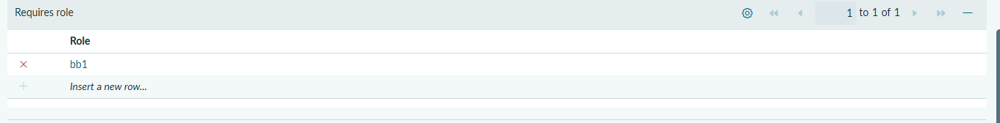 Requires role 1 to 1 of 1
Role
bb1
Insert a new row...